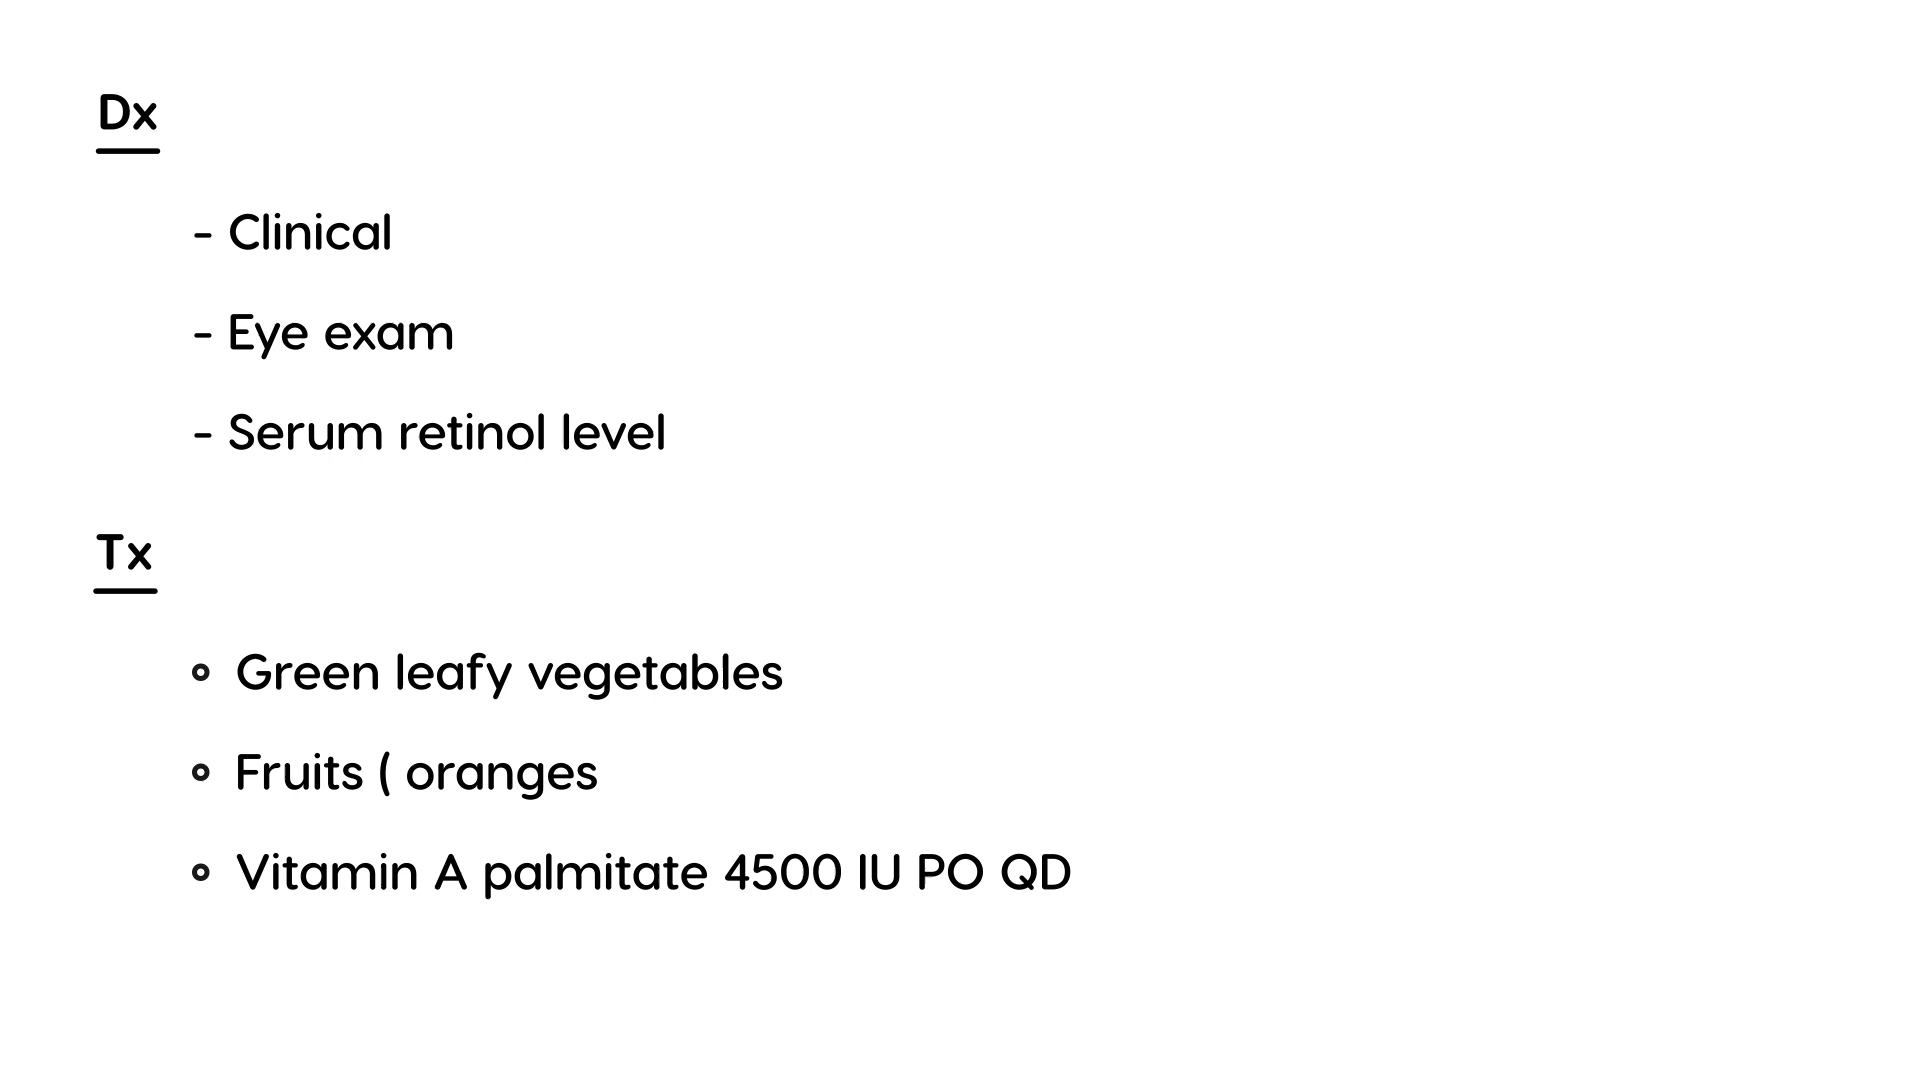 Dx
- Clinical
- Eye exam
- Serum retinol level
Tx
∘ Green leafy vegetables
∘ Fruits ( oranges
∘ Vitamin A palmitate 4500 IU PO QD